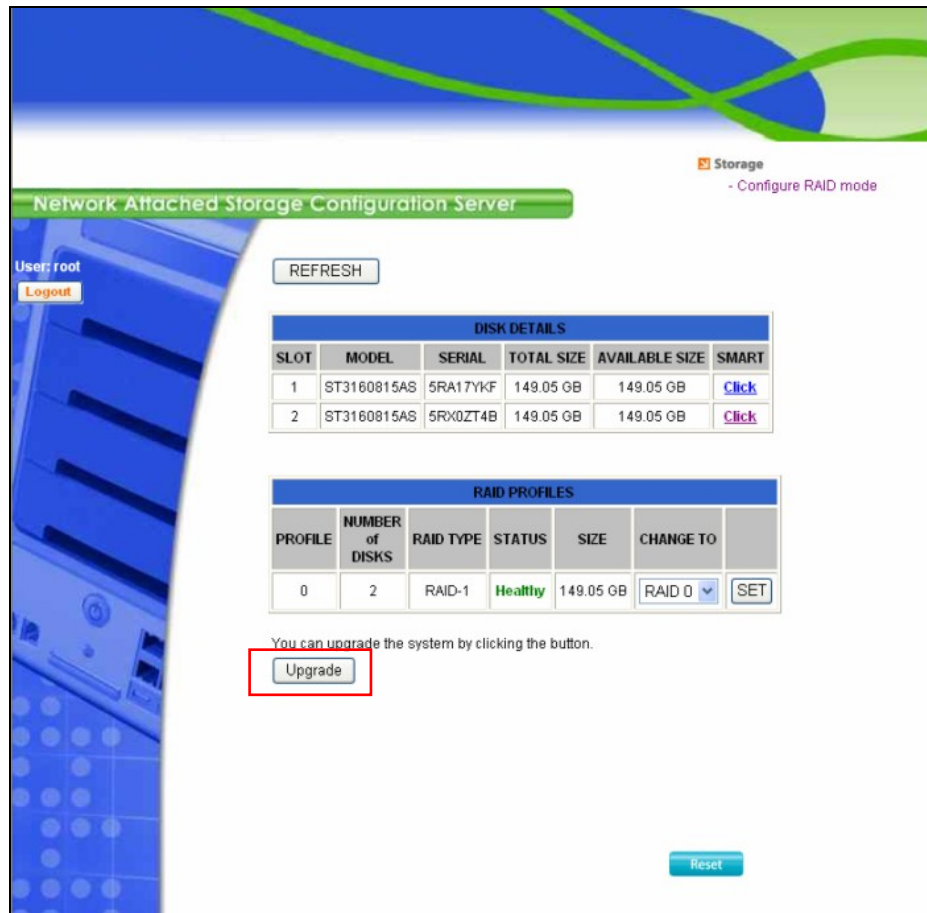 Storage
- Configure RAID mode
Network Attached Storage Configuration Server
User: root
Logout
REFRESH
DISK DETAILS
SLOT MODEL SERIAL TOTAL SIZE AVAILABLE SIZE SMART
1 ST3160815AS 5RA17YKF 149.05 GB 149.05 GB Click
2 ST3160815AS 5RX0ZT4B 149.05 GB 149.05 GB Click
RAID PROFILES
PROFILE NUMBER of DISKS RAID TYPE STATUS SIZE CHANGE TO
0 2 RAID-1 Healthy 149.05 GB RAID 0 SET
You can upgrade the system by clicking the button.
Upgrade
Reset